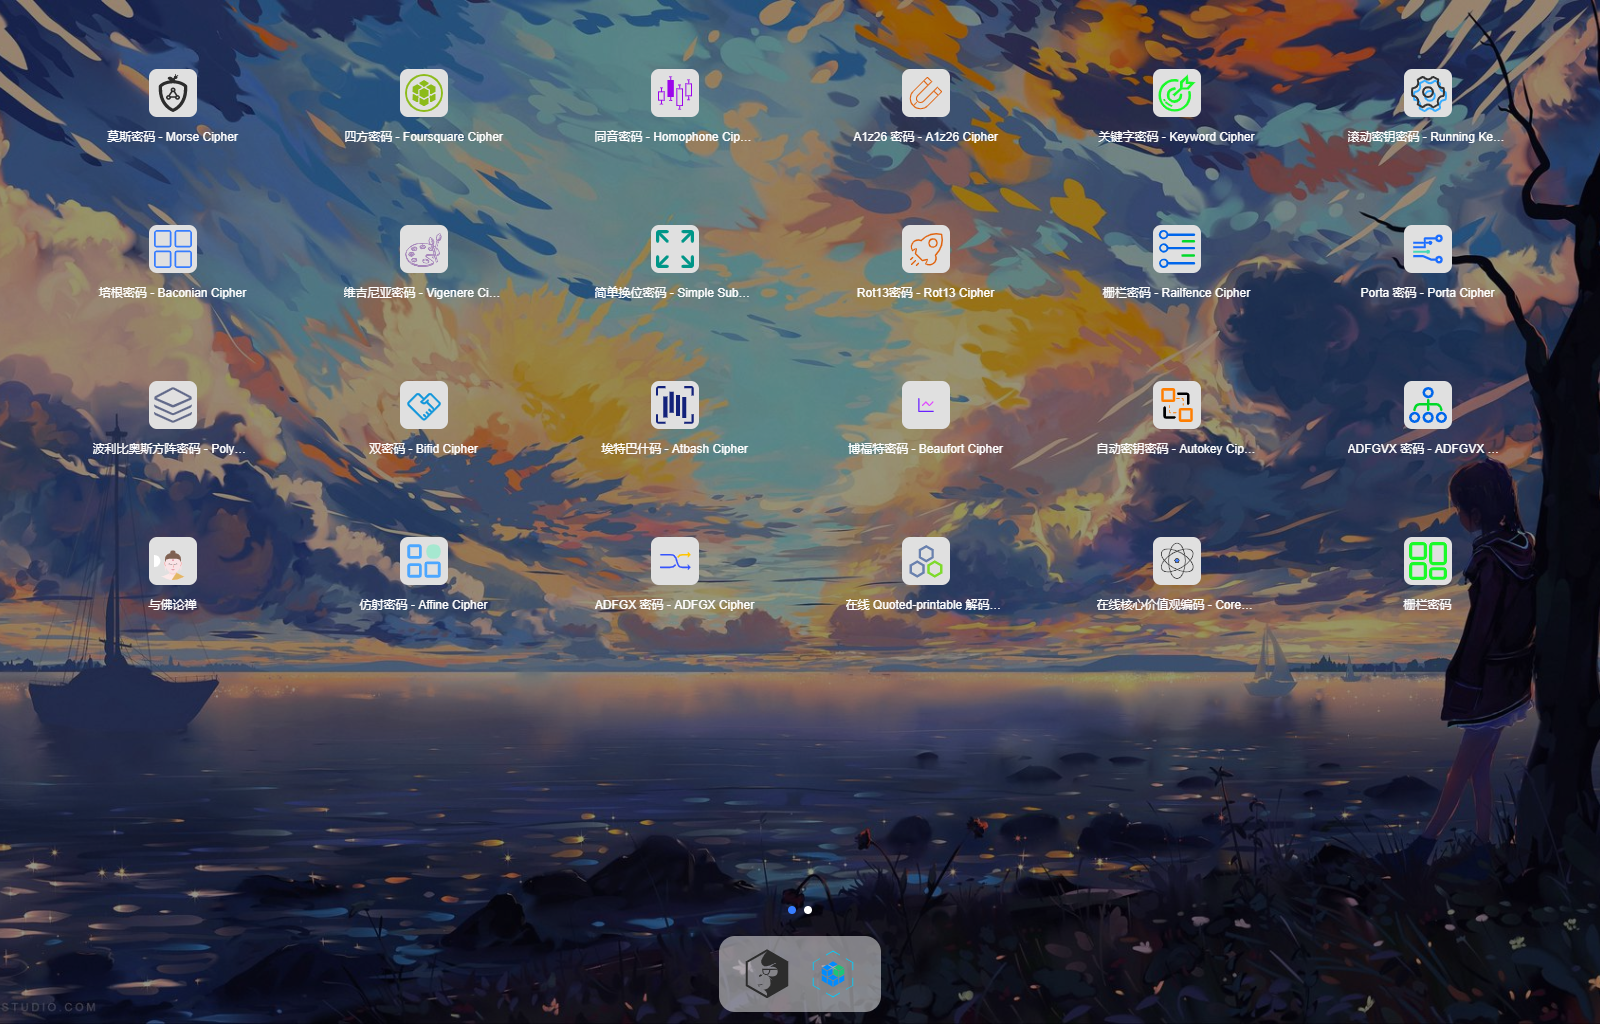 莫斯密码 - Morse Cipher
四方密码 - Foursquare Cipher
同音密码 - Homophone Cip...
A1z26 密码 - A1z26 Cipher
关键字密码 - Keyword Cipher
滚动密钥密码 - Running Ke...
培根密码 - Baconian Cipher
维吉尼亚密码 - Vigenere Ci...
简单换位密码 - Simple Sub...
Rot13密码 - Rot13 Cipher
栅栏密码 - Railfence Cipher
Porta 密码 - Porta Cipher
波利比奥斯方阵密码 - Poly...
双密码 - Bifid Cipher
埃特巴什码 - Atbash Cipher
博福特密码 - Beaufort Cipher
自动密钥密码 - Autokey Cip...
ADFGVX 密码 - ADFGVX ...
与佛论禅
仿射密码 - Affine Cipher
ADFGX 密码 - ADFGX Cipher
在线 Quoted-printable 解码...
在线核心价值观编码 - Core...
栅栏密码
STUDIO.COM